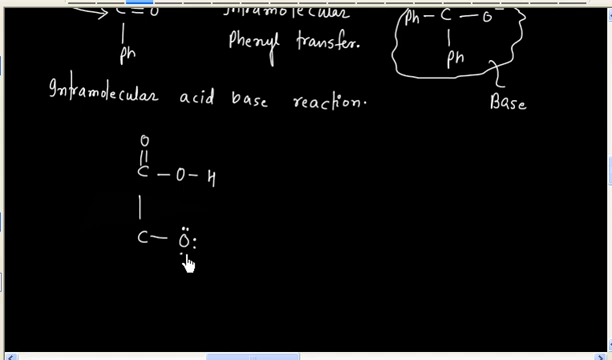 C = O Intramolecular Ph – C – O⁻
Ph Phenyl transfer. Ph
Intramolecular acid base reaction. Base
O
||
C – O – H
|
C – Ö: